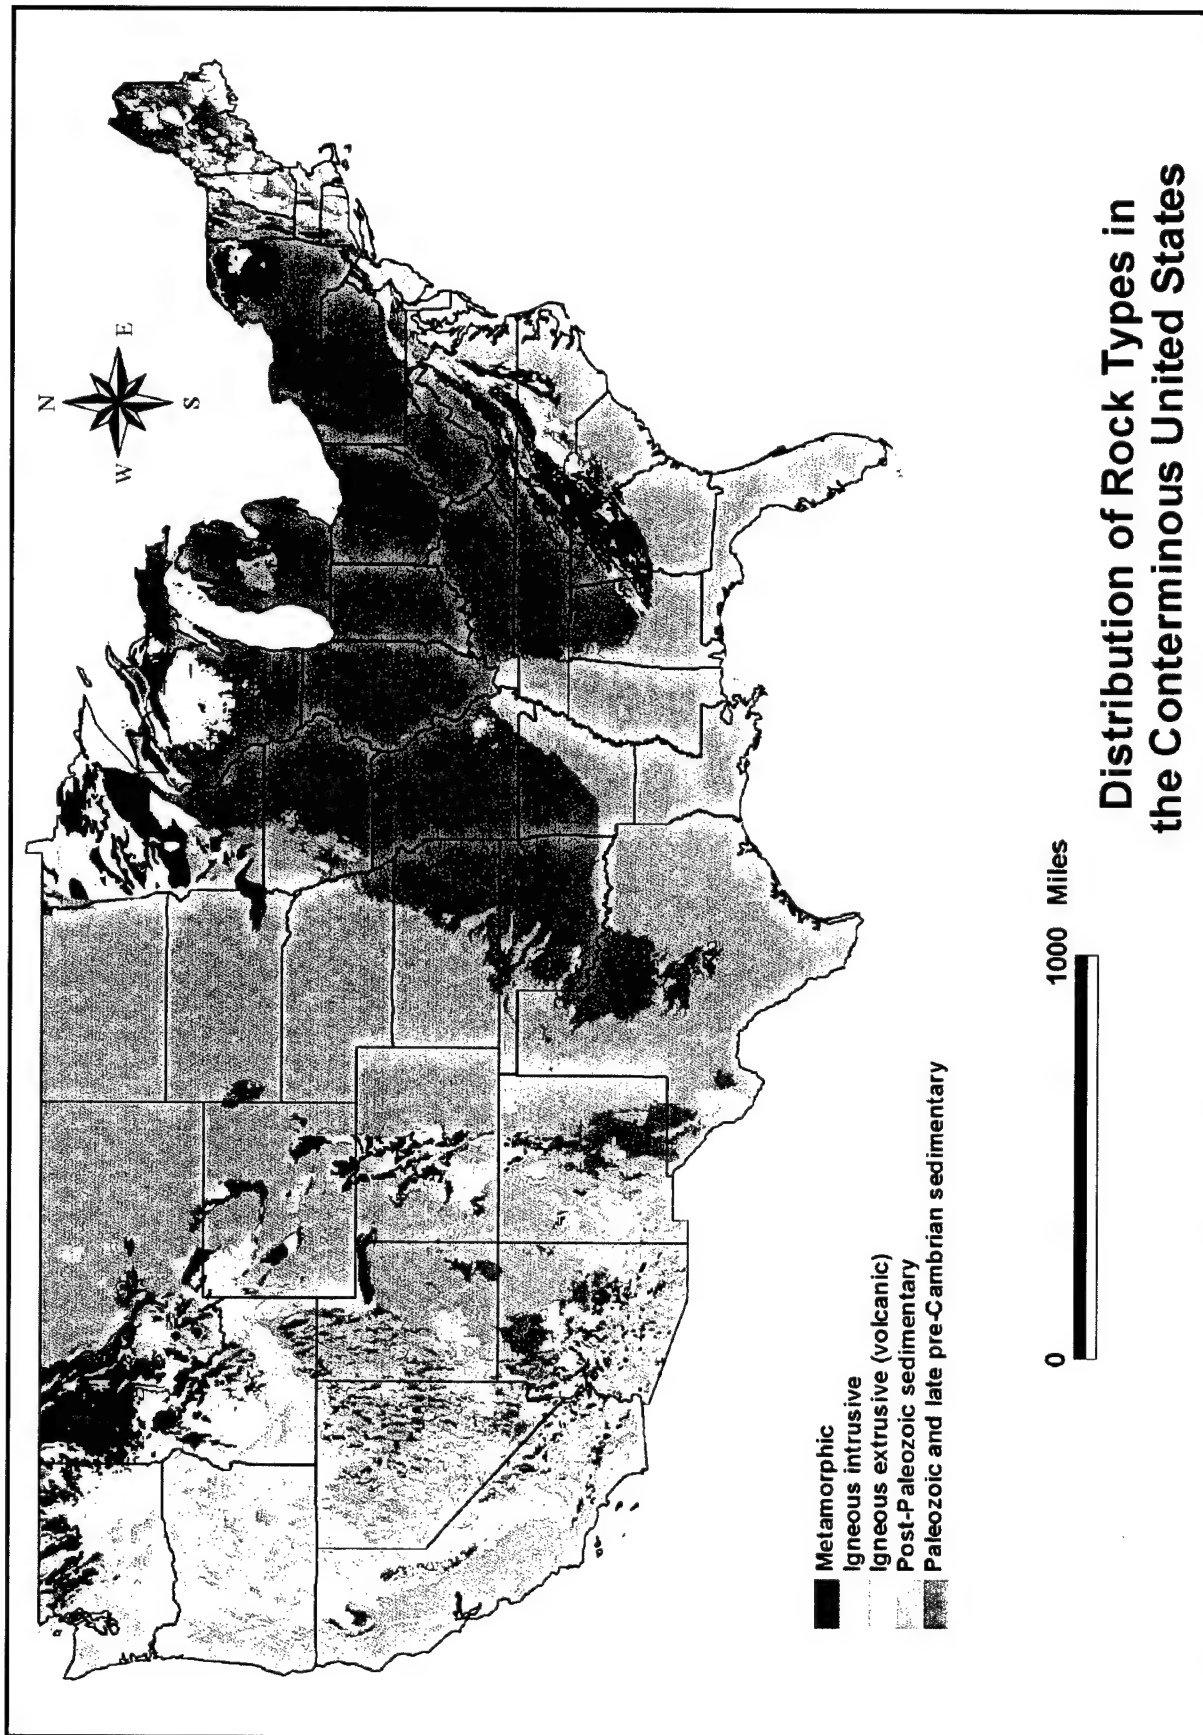 N
W
E
S
Metamorphic
Igneous intrusive
Igneous extrusive (volcanic)
Post-Paleozoic sedimentary
Paleozoic and late pre-Cambrian sedimentary
0
1000 Miles
Distribution of Rock Types in
the Conterminous United States